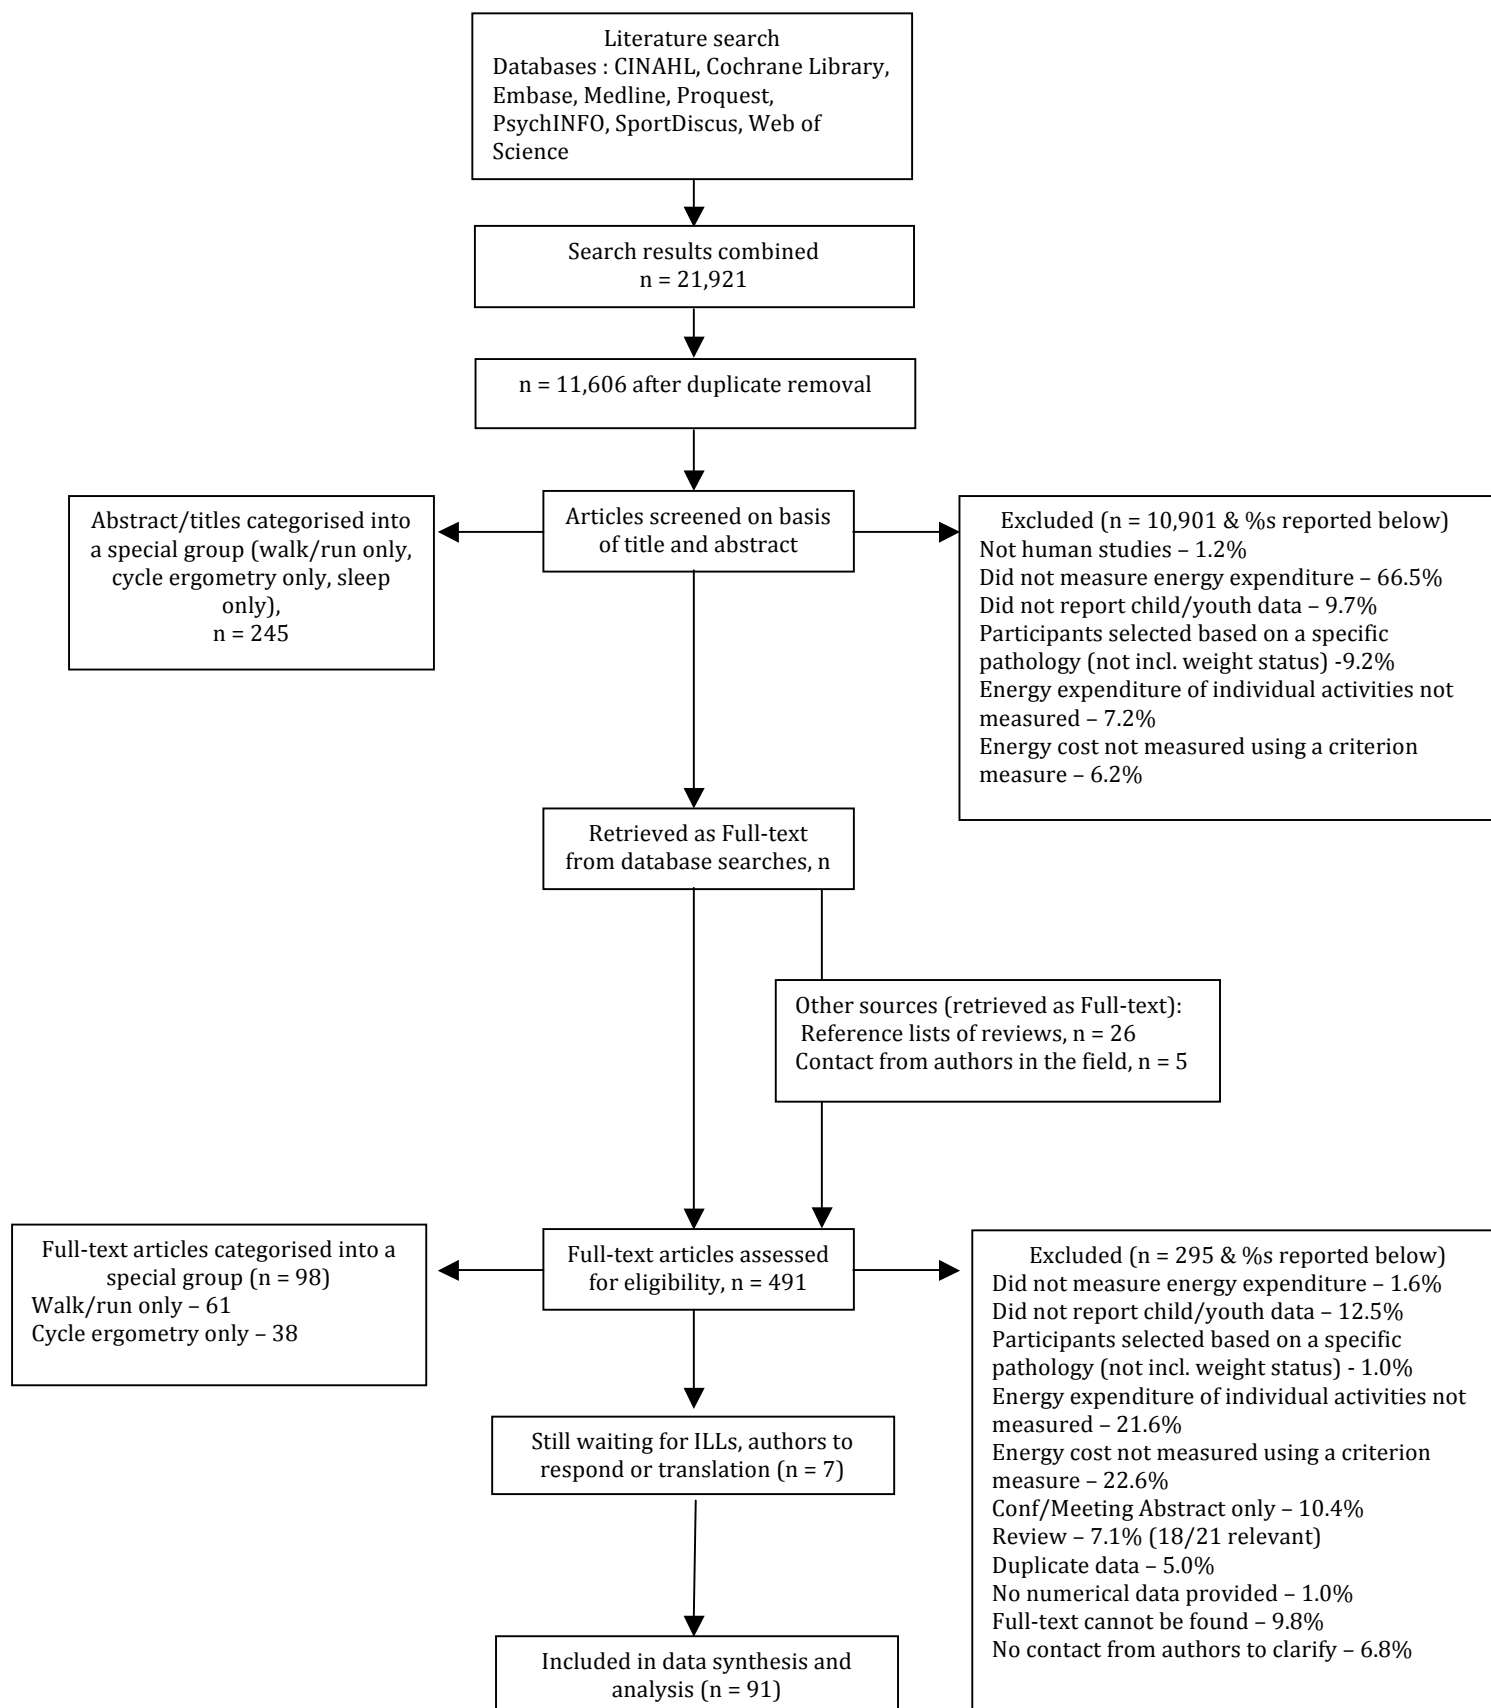 Literature search
Databases : CINAHL, Cochrane Library,
Embase, Medline, Proquest,
PsychINFO, SportDiscus, Web of
Science
Search results combined
n = 21,921
n = 11,606 after duplicate removal
Abstract/titles categorised into
a special group (walk/run only,
cycle ergometry only, sleep
only),
n = 245
Articles screened on basis
of title and abstract
Excluded (n = 10,901 & %s reported below)
Not human studies – 1.2%
Did not measure energy expenditure – 66.5%
Did not report child/youth data – 9.7%
Participants selected based on a specific
pathology (not incl. weight status) -9.2%
Energy expenditure of individual activities not
measured – 7.2%
Energy cost not measured using a criterion
measure – 6.2%
Retrieved as Full-text
from database searches, n
Other sources (retrieved as Full-text):
Reference lists of reviews, n = 26
Contact from authors in the field, n = 5
Full-text articles categorised into a
special group (n = 98)
Walk/run only – 61
Cycle ergometry only – 38
Full-text articles assessed
for eligibility, n = 491
Excluded (n = 295 & %s reported below)
Did not measure energy expenditure – 1.6%
Did not report child/youth data – 12.5%
Participants selected based on a specific
pathology (not incl. weight status) - 1.0%
Energy expenditure of individual activities not
measured – 21.6%
Energy cost not measured using a criterion
measure – 22.6%
Conf/Meeting Abstract only – 10.4%
Review – 7.1% (18/21 relevant)
Duplicate data – 5.0%
No numerical data provided – 1.0%
Full-text cannot be found – 9.8%
No contact from authors to clarify – 6.8%
Still waiting for ILLs, authors to
respond or translation (n = 7)
Included in data synthesis and
analysis (n = 91)